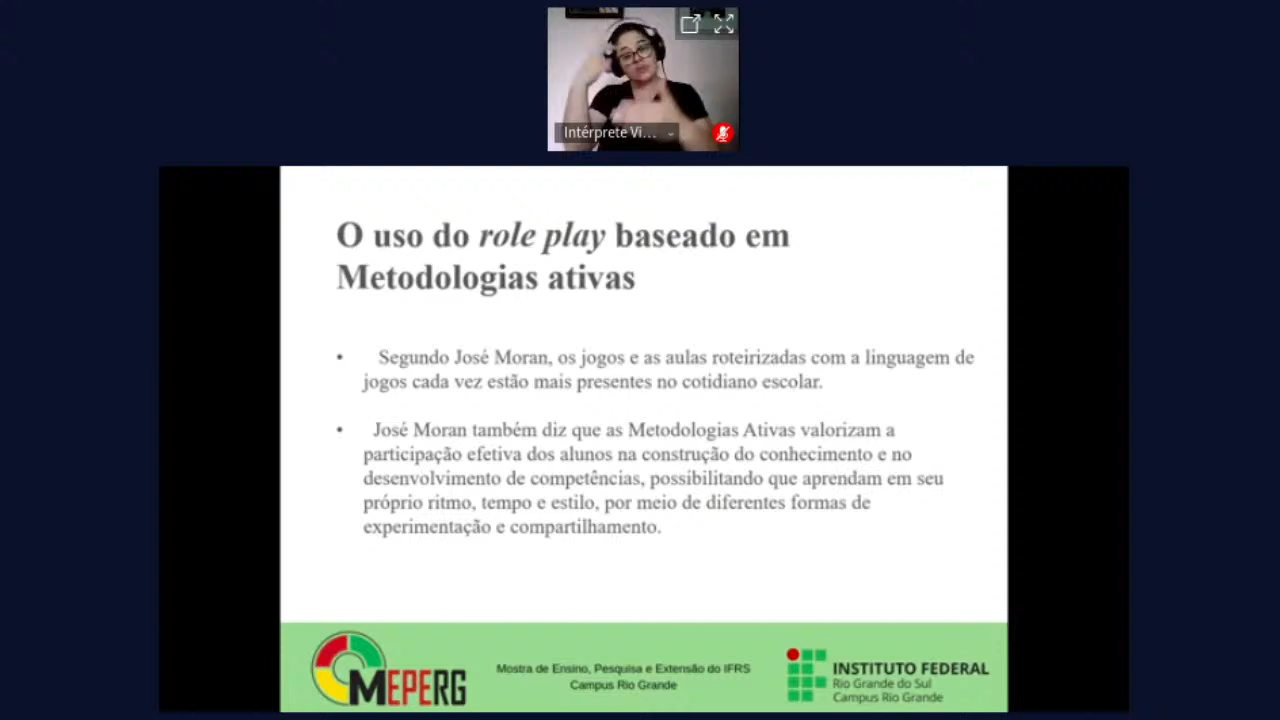 Intérprete Vi...
O uso do role play baseado em
Metodologias ativas
• Segundo José Moran, os jogos e as aulas roteirizadas com a linguagem de
jogos cada vez estão mais presentes no cotidiano escolar.
• José Moran também diz que as Metodologias Ativas valorizam a
participação efetiva dos alunos na construção do conhecimento e no
desenvolvimento de competências, possibilitando que aprendam em seu
próprio ritmo, tempo e estilo, por meio de diferentes formas de
experimentação e compartilhamento.
MEPERG
Mostra de Ensino, Pesquisa e Extensão do IFRS
Campus Rio Grande
INSTITUTO FEDERAL
Rio Grande do Sul
Campus Rio Grande